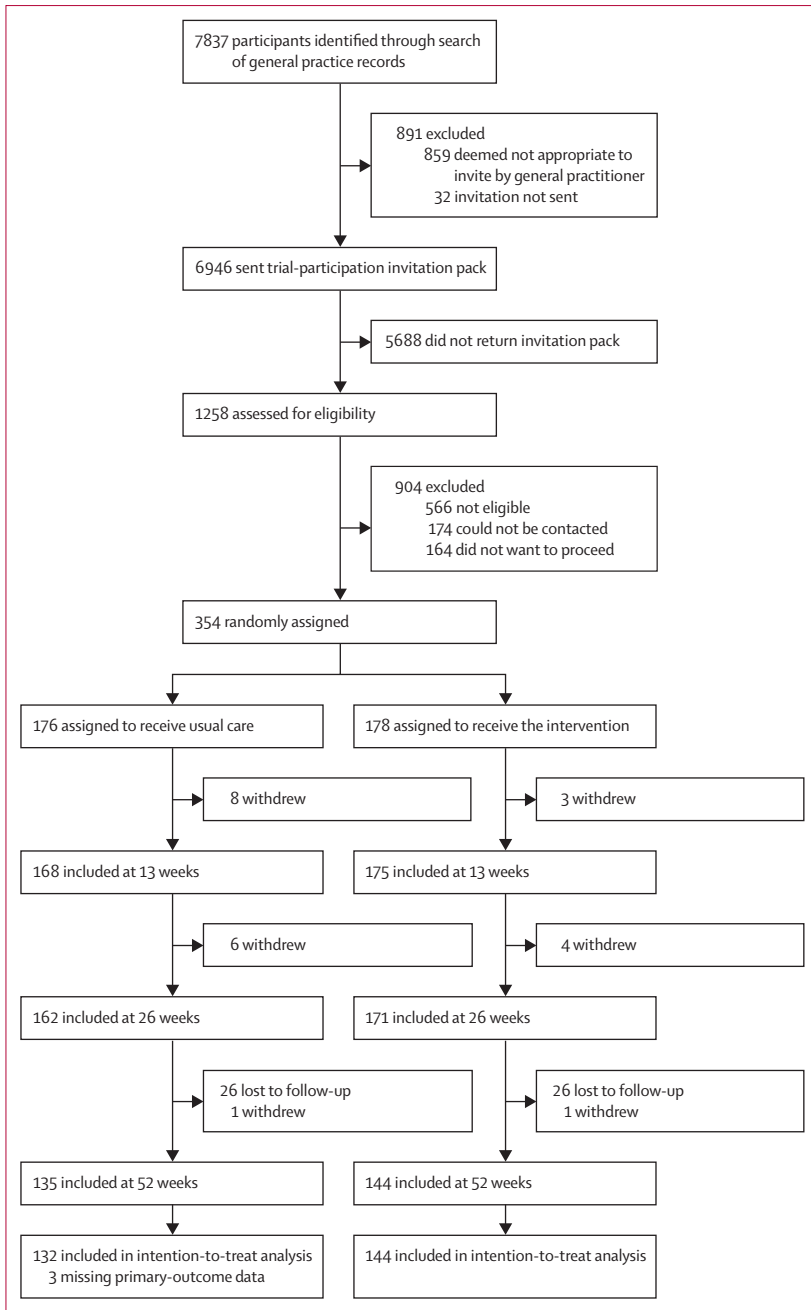 7837 participants identified through search
of general practice records
891 excluded
859 deemed not appropriate to
invite by general practitioner
32 invitation not sent
6946 sent trial-participation invitation pack
5688 did not return invitation pack
1258 assessed for eligibility
904 excluded
566 not eligible
174 could not be contacted
164 did not want to proceed
354 randomly assigned
176 assigned to receive usual care
178 assigned to receive the intervention
8 withdrew
3 withdrew
168 included at 13 weeks
175 included at 13 weeks
6 withdrew
4 withdrew
162 included at 26 weeks
171 included at 26 weeks
26 lost to follow-up
1 withdrew
26 lost to follow-up
1 withdrew
135 included at 52 weeks
144 included at 52 weeks
132 included in intention-to-treat analysis
3 missing primary-outcome data
144 included in intention-to-treat analysis